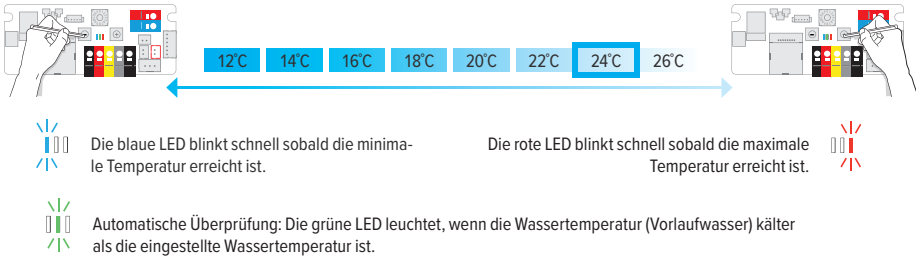 12°C 14°C 16°C 18°C 20°C 22°C 24°C 26°C
Die blaue LED blinkt schnell sobald die minima-
le Temperatur erreicht ist.
Die rote LED blinkt schnell sobald die maximale
Temperatur erreicht ist.
Automatische Überprüfung: Die grüne LED leuchtet, wenn die Wassertemperatur (Vorlaufwasser) kälter
als die eingestellte Wassertemperatur ist.